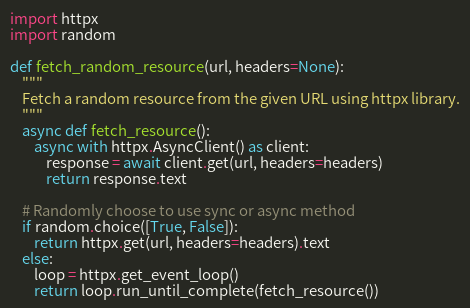 import httpx
import random

def fetch_random_resource(url, headers=None):
    """
    Fetch a random resource from the given URL using httpx library.
    """
    async def fetch_resource():
        async with httpx.AsyncClient() as client:
            response = await client.get(url, headers=headers)
            return response.text

    # Randomly choose to use sync or async method
    if random.choice([True, False]):
        return httpx.get(url, headers=headers).text
    else:
        loop = httpx.get_event_loop()
        return loop.run_until_complete(fetch_resource())